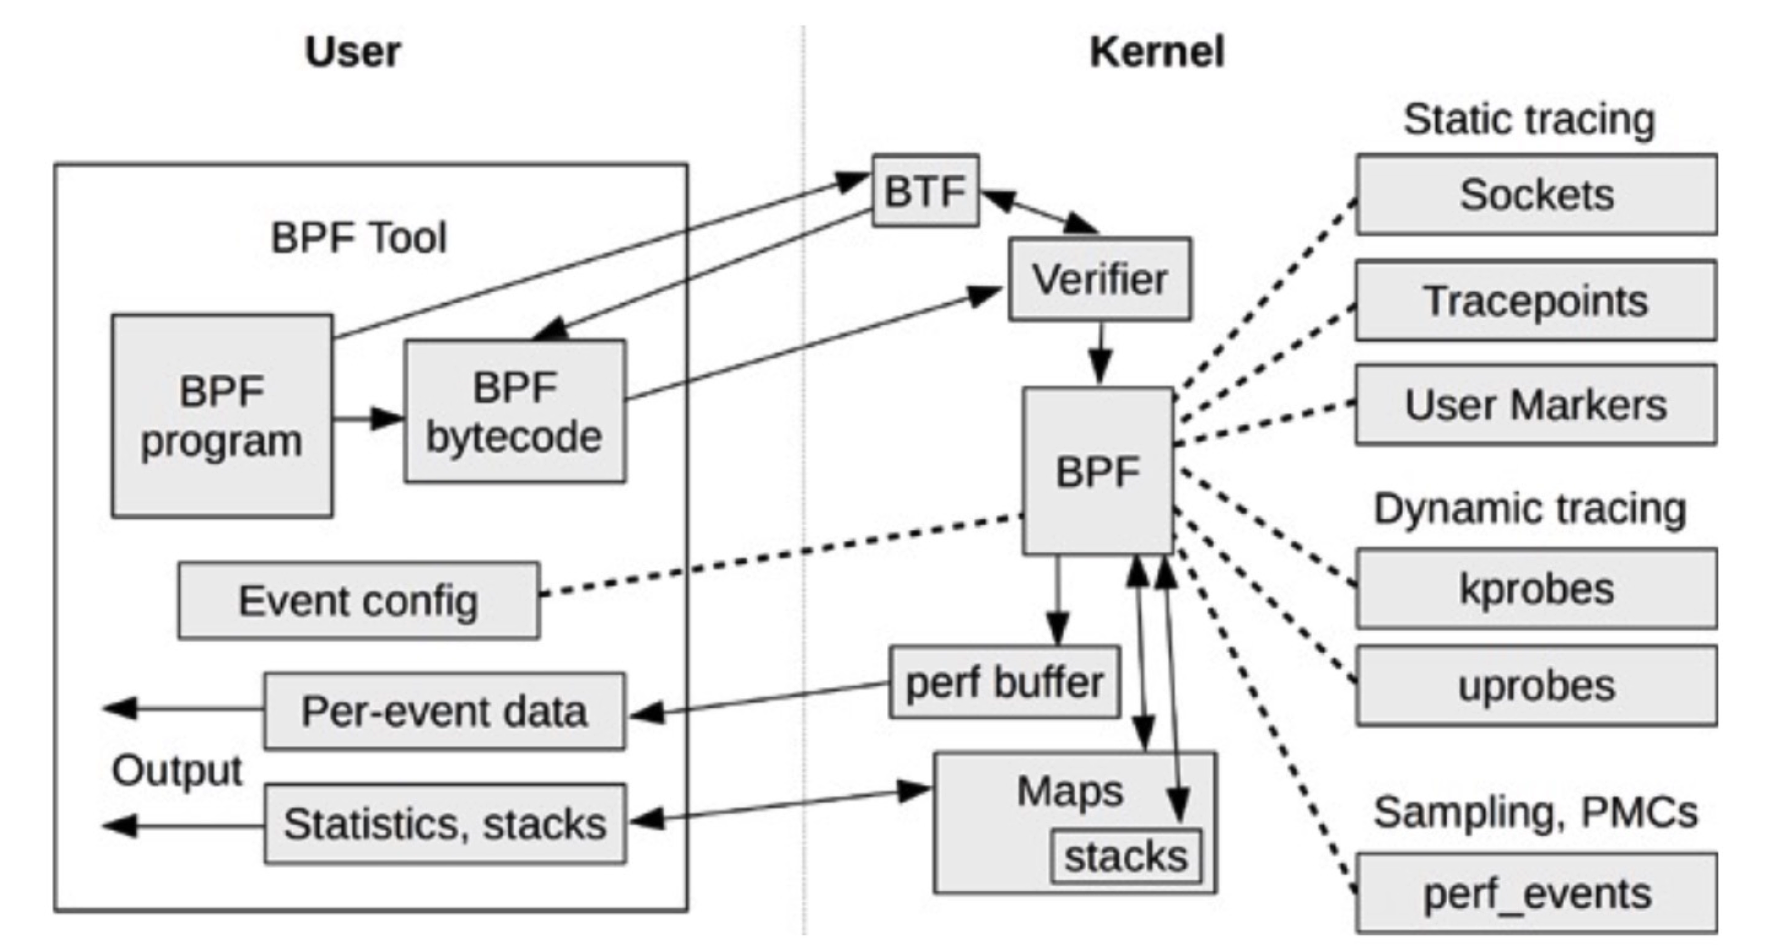 User
Kernel
BPF Tool
BPF
program
BPF
bytecode
Event config
Per-event data
Output
Statistics, stacks
BTF
Verifier
BPF
perf buffer
Maps
stacks
Static tracing
Sockets
Tracepoints
User Markers
Dynamic tracing
kprobes
uprobes
Sampling, PMCs
perf_events